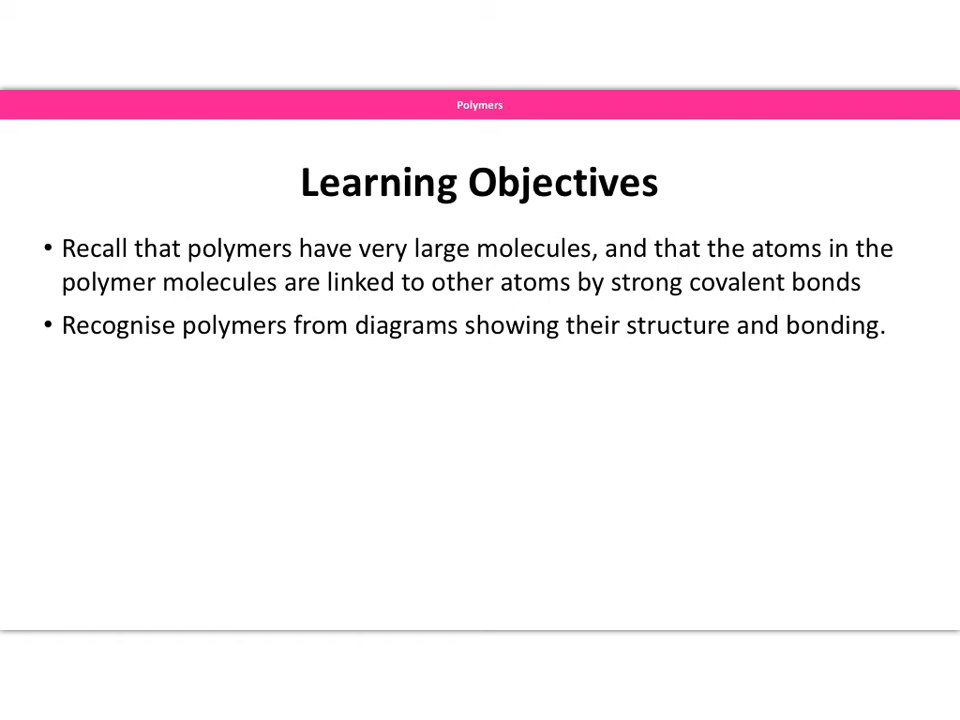 Polymers
Learning Objectives
• Recall that polymers have very large molecules, and that the atoms in the
polymer molecules are linked to other atoms by strong covalent bonds
• Recognise polymers from diagrams showing their structure and bonding.